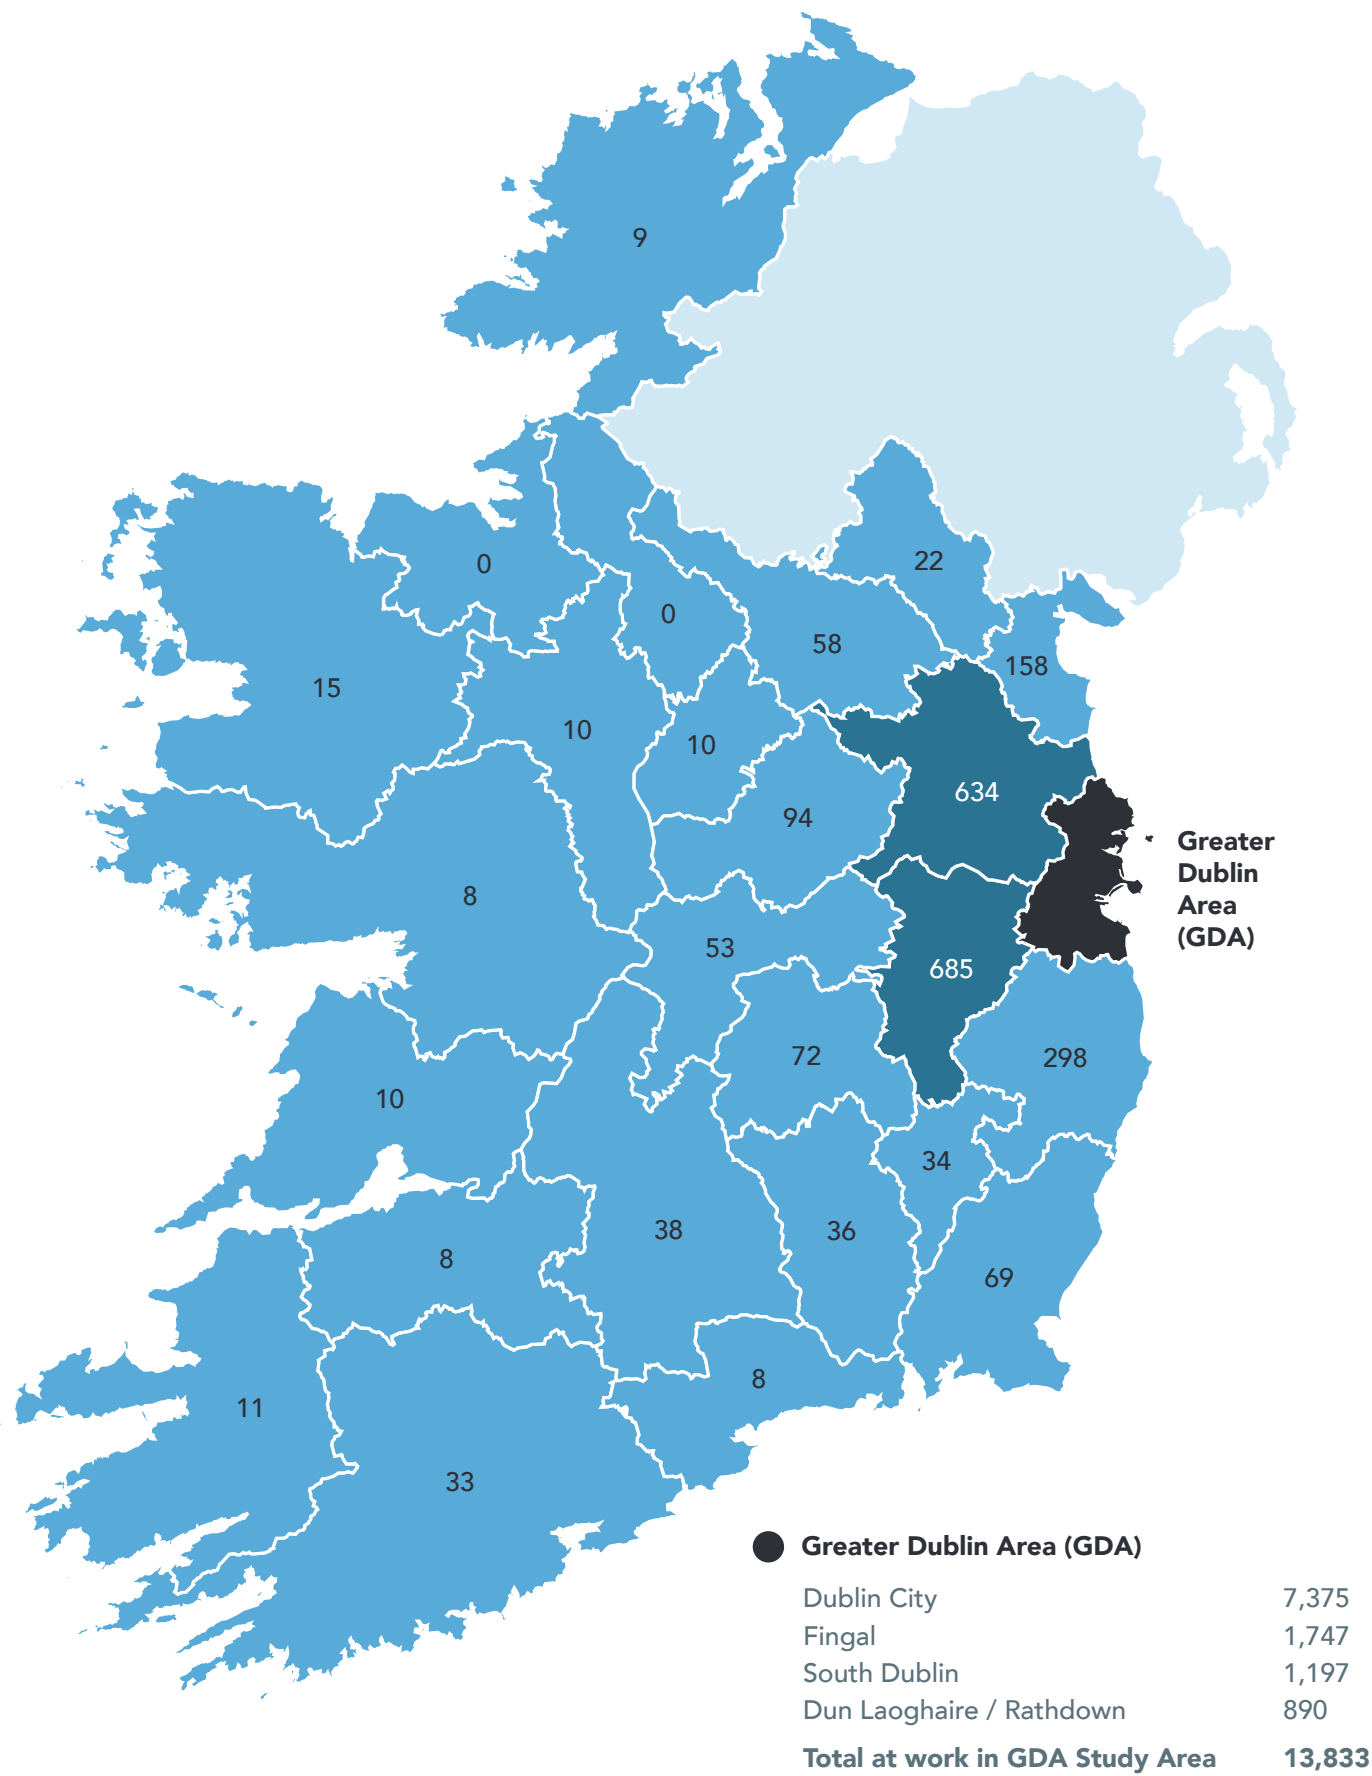 9
22
0
0
58
158
15
10
10
634
94
Greater
Dublin
Area
(GDA)
8
53
685
72
298
10
34
38
36
8
69
8
11
33
Greater Dublin Area (GDA)
Dublin City 7,375
Fingal 1,747
South Dublin 1,197
Dun Laoghaire / Rathdown 890
Total at work in GDA Study Area 13,833